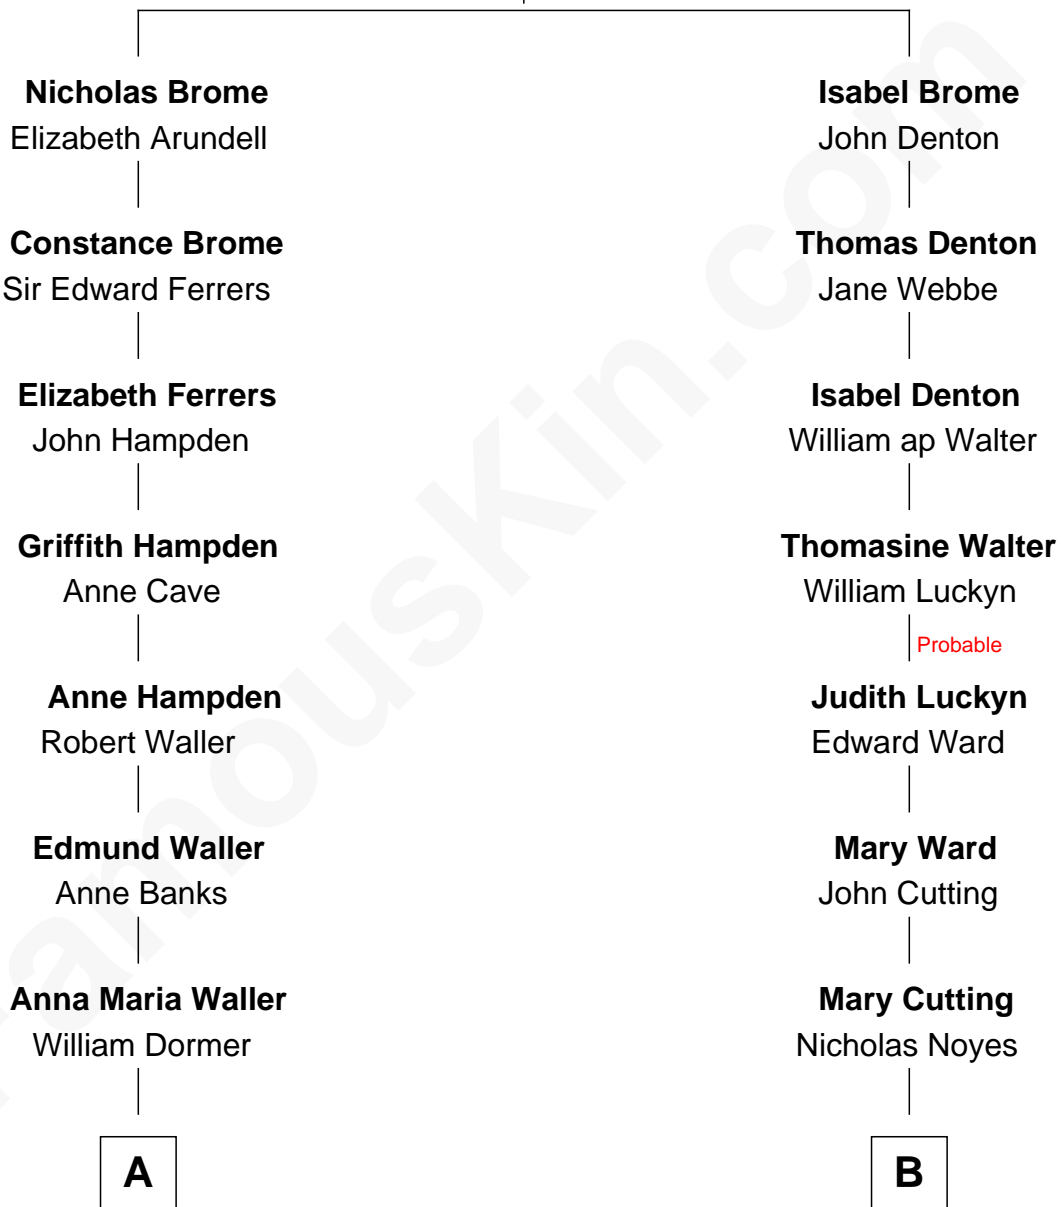 Nicholas Brome
Elizabeth Arundell
Constance Brome
Sir Edward Ferrers
Elizabeth Ferrers
John Hampden
Griffith Hampden
Anne Cave
Anne Hampden
Robert Waller
Edmund Waller
Anne Banks
Anna Maria Waller
William Dormer
A
Isabel Brome
John Denton
Thomas Denton
Jane Webbe
Isabel Denton
William ap Walter
Thomasine Walter
William Luckyn
Probable
Judith Luckyn
Edward Ward
Mary Ward
John Cutting
Mary Cutting
Nicholas Noyes
B
FamousKin.com